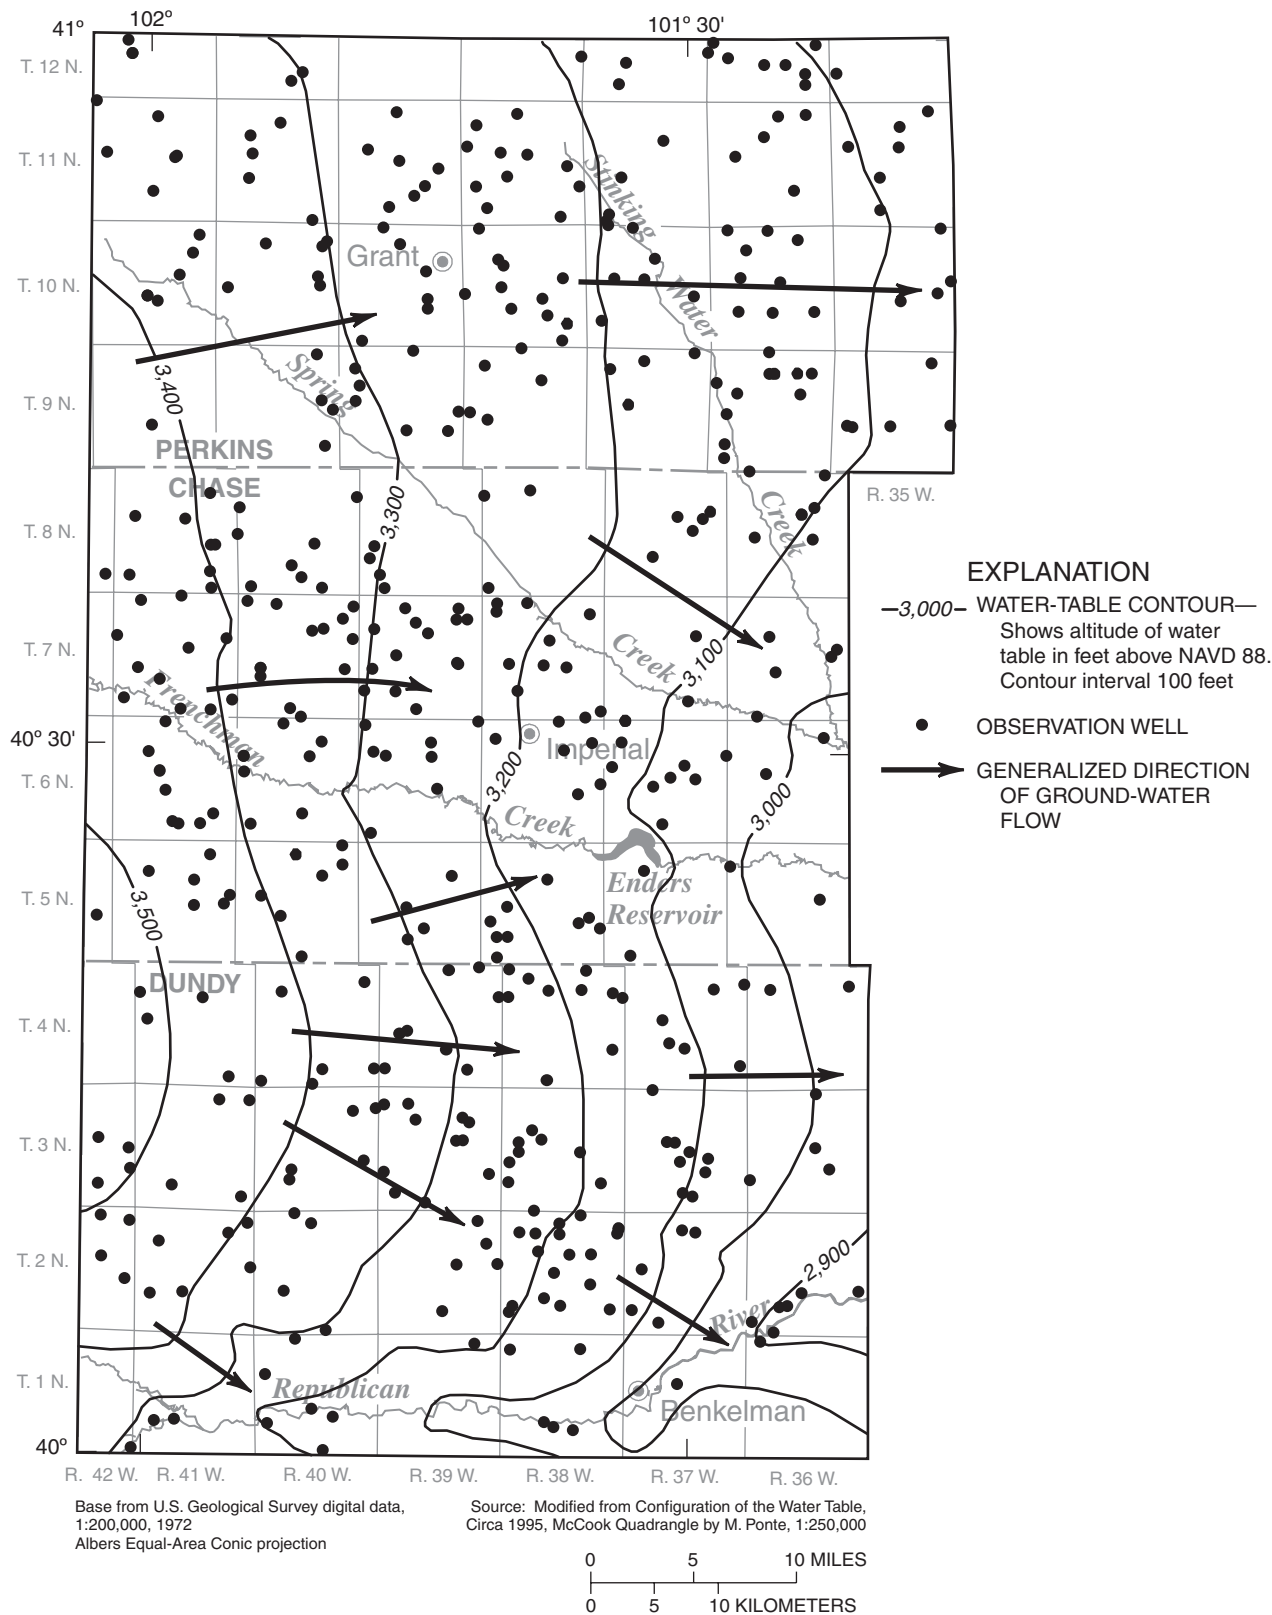 41° 102° 101° 30'
T. 12 N.
T. 11 N.
Stinking
Grant
T. 10 N.
Water
3,400
Spring
T. 9 N.
PERKINS
CHASE
R. 35 W.
3,300
Creek
T. 8 N.
T. 7 N.
Creek
3,100
Frenchman
40° 30'
Imperial
T. 6 N.
3,200
3,000
Creek
Enders
Reservoir
T. 5 N.
3,500
DUNDY
T. 4 N.
T. 3 N.
T. 2 N.
2,900
River
T. 1 N.
Republican
Benkelman
40°
R. 42 W. R. 41 W. R. 40 W. R. 39 W. R. 38 W. R. 37 W. R. 36 W.
EXPLANATION
3,000 WATER-TABLE CONTOUR—
Shows altitude of water
table in feet above NAVD 88.
Contour interval 100 feet
OBSERVATION WELL
GENERALIZED DIRECTION
OF GROUND-WATER
FLOW
Base from U.S. Geological Survey digital data,
1:200,000, 1972
Albers Equal-Area Conic projection
Source: Modified from Configuration of the Water Table,
Circa 1995, McCook Quadrangle by M. Ponte, 1:250,000
0 5 10 MILES
0 5 10 KILOMETERS